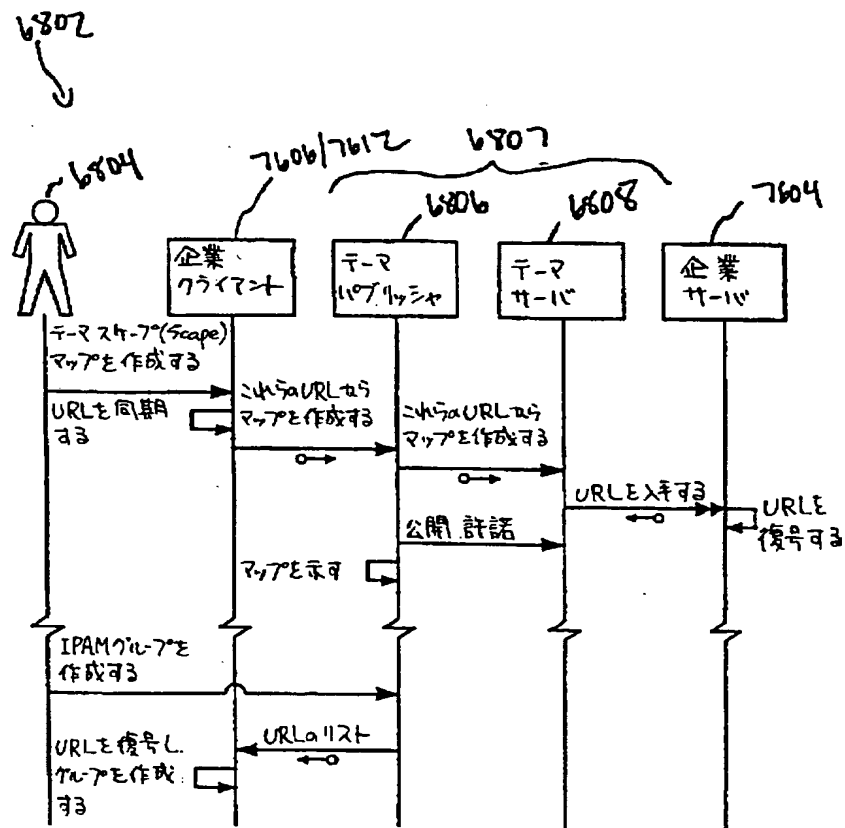 6802
6804
7606/7612
6807
6806
6808
7604
企業
クライアント
テーマ
パブリッシャ
テーマ
サーバ
企業
サーバ
テーマスケープ(Scape)
マップを作成する
URLを同期
する
これらのURLから
マップを作成する
これらのURLから
マップを作成する
URLを入手する
URLを
復号する
公開許諾
マップを示す
IPAMグループを
作成する
URLのリスト
URLを復号し、
グループを作成
する